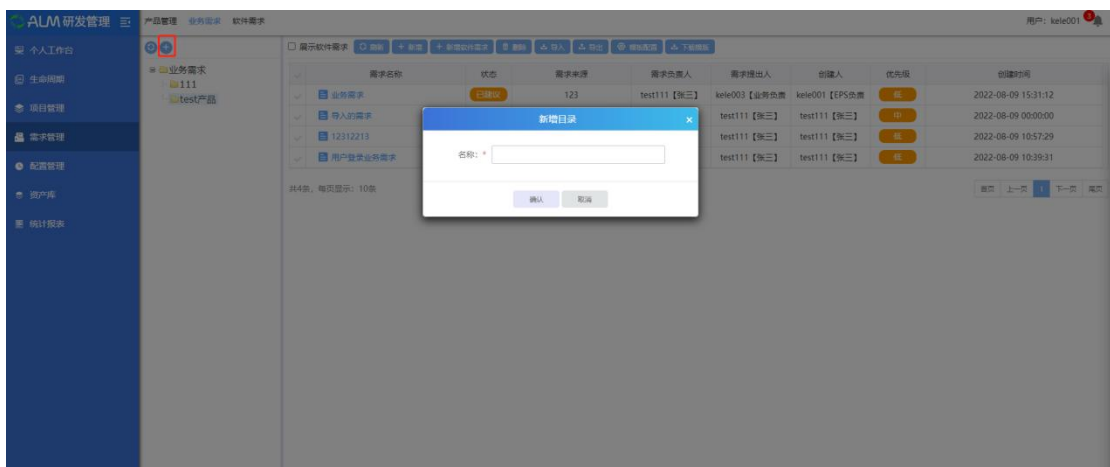 ALM研发管理
产品管理 业务需求 软件需求
用户: kele001
3
个人工作台
生命周期
项目管理
需求管理
配置管理
资产库
统计报表
业务需求
111
test产品
展示软件需求 刷新 新增 新增软件需求 删除 导入 导出 模板配置 下载模板
需求名称 状态 需求来源 需求负责人 需求提出人 创建人 优先级 创建时间
业务需求 已建议 123 test111【张三】 kele003【业务负责 kele001【EPS负责 低 2022-08-09 15:31:12
导入的需求 test111【张三】 test111【张三】 中 2022-08-09 00:00:00
12312213 test111【张三】 test111【张三】 低 2022-08-09 10:57:29
用户登录业务需求 test111【张三】 test111【张三】 低 2022-08-09 10:39:31
新增目录 ×
名称: *
确认 取消
共4条, 每页显示: 10条
首页 上一页 1 下一页 尾页